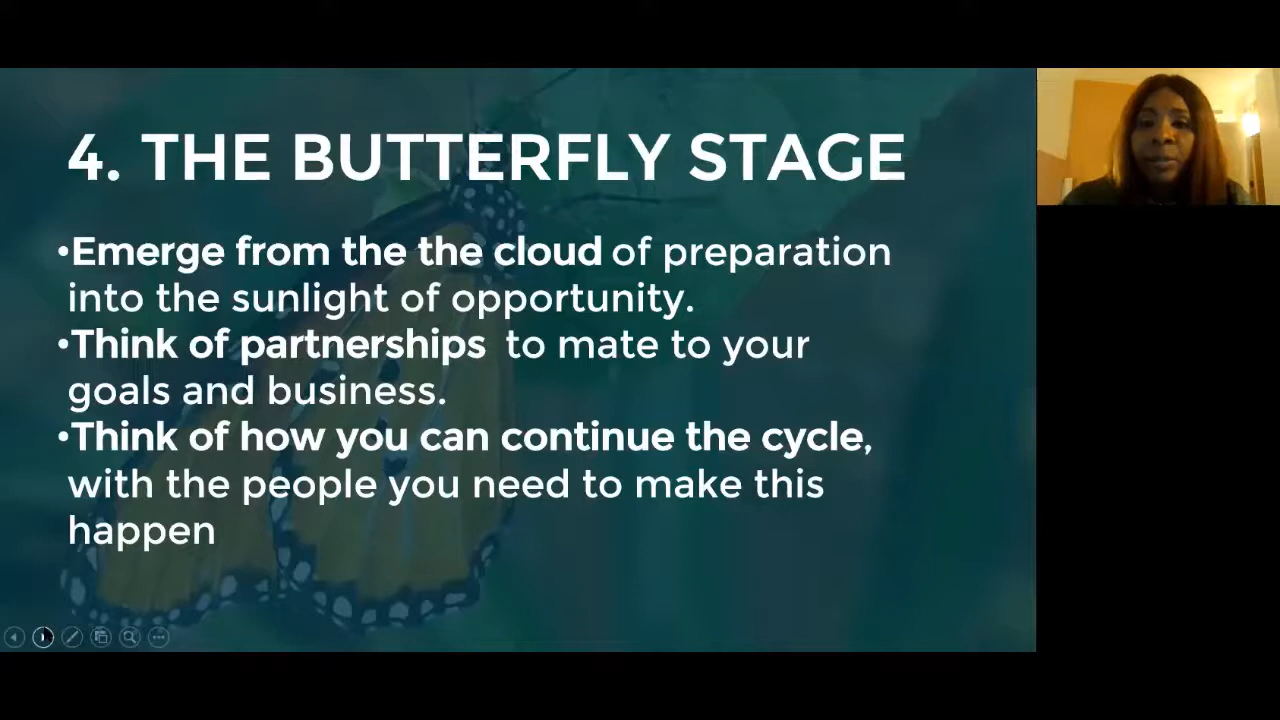 4. THE BUTTERFLY STAGE
•Emerge from the the cloud of preparation
into the sunlight of opportunity.
•Think of partnerships to mate to your
goals and business.
•Think of how you can continue the cycle,
with the people you need to make this
happen